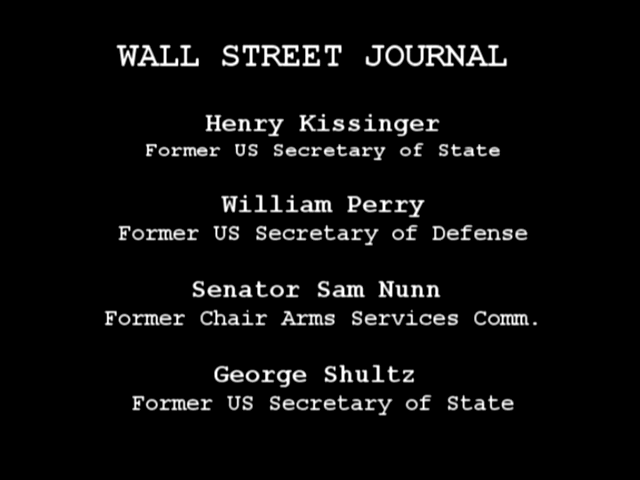 WALL STREET JOURNAL
Henry Kissinger
Former US Secretary of State
William Perry
Former US Secretary of Defense
Senator Sam Nunn
Former Chair Arms Services Comm.
George Shultz
Former US Secretary of State